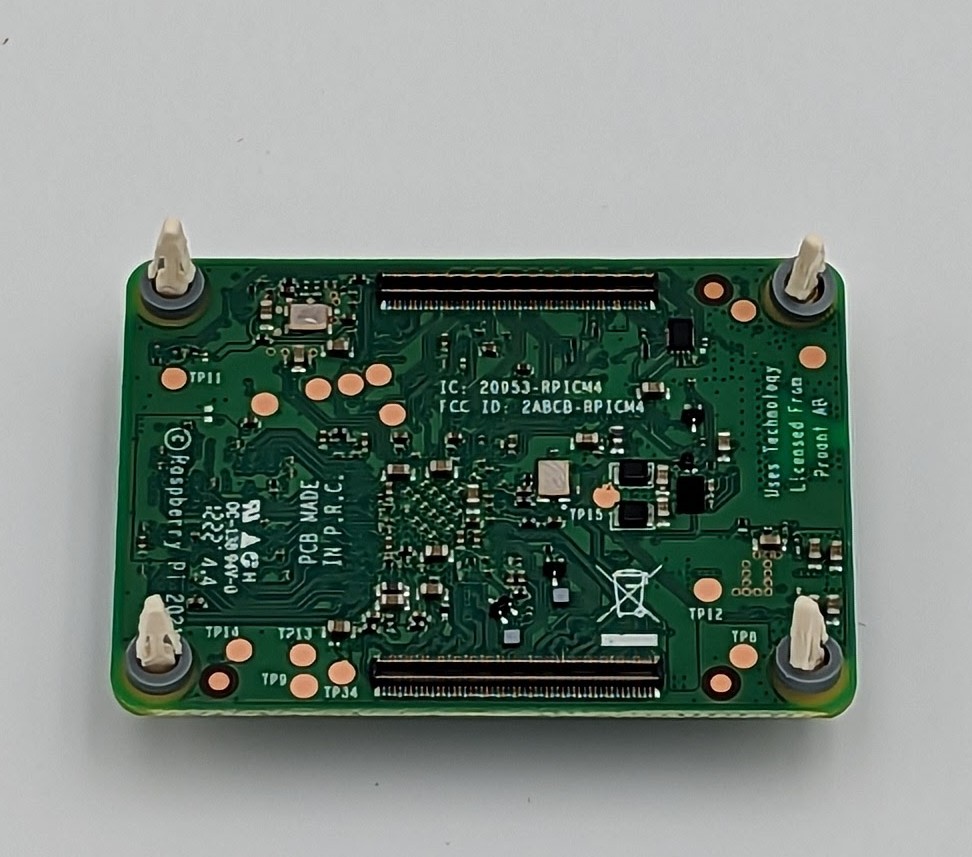 IC: 20953-RPICM4
FCC ID: 2ABCB-RPICM4
TP11
Uses Technology
Licensed From
Proant AB
© Raspberry Pi
PCB MADE
IN P.R.C.
TP15
TP12
TP14
TP13
TP8
TP9
TP34